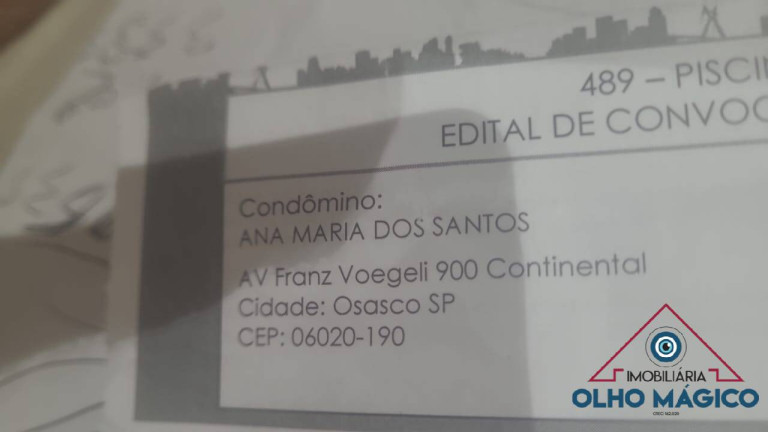 489 – PISCI
EDITAL DE CONVOC
Condômino:
ANA MARIA DOS SANTOS
AV Franz Voegeli 900 Continental
Cidade: Osasco SP
CEP: 06020-190
IMOBILIÁRIA
OLHO MÁGICO